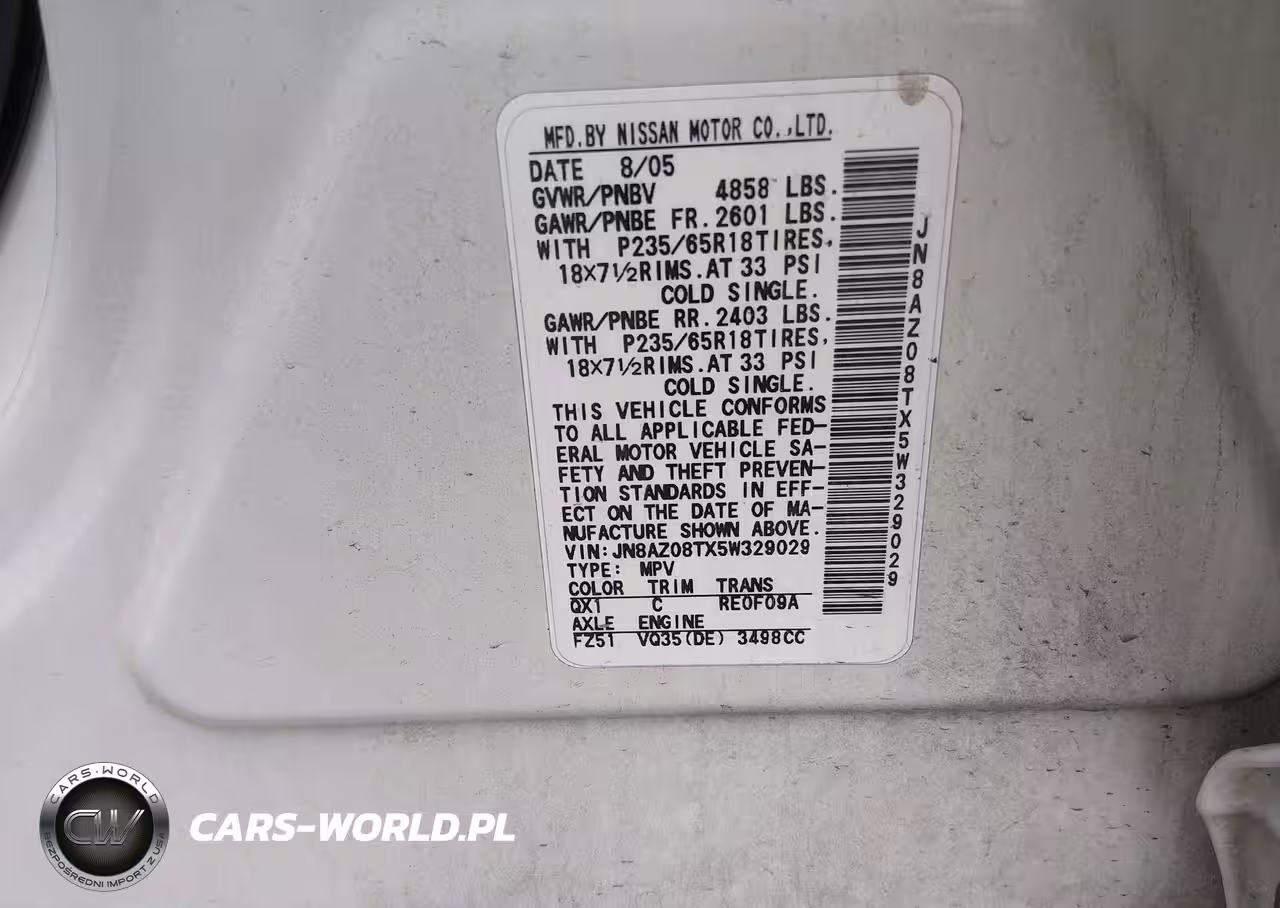 MFD.BY NISSAN MOTOR CO.,LTD.
DATE 8/05
GVWR/PNBV 4858 LBS.
GAWR/PNBE FR.2601 LBS.
WITH P235/65R18TIRES,
18X7½RIMS.AT 33 PSI
COLD SINGLE.
GAWR/PNBE RR.2403 LBS.
WITH P235/65R18TIRES,
18X7½RIMS.AT 33 PSI
COLD SINGLE.
THIS VEHICLE CONFORMS
TO ALL APPLICABLE FED-
ERAL MOTOR VEHICLE SA-
FETY AND THEFT PREVEN-
TION STANDARDS IN EFF-
ECT ON THE DATE OF MA-
NUFACTURE SHOWN ABOVE.
VIN:JN8AZ08TX5W329029
TYPE: MPV
COLOR TRIM TRANS
QX1 C RE0F09A
AXLE ENGINE
FZ51 VQ35(DE) 3498CC
JN8AZ08TX5W329029
CARS-WORLD
CW
BEZPOŚREDNI IMPORT Z USA
CARS-WORLD.PL